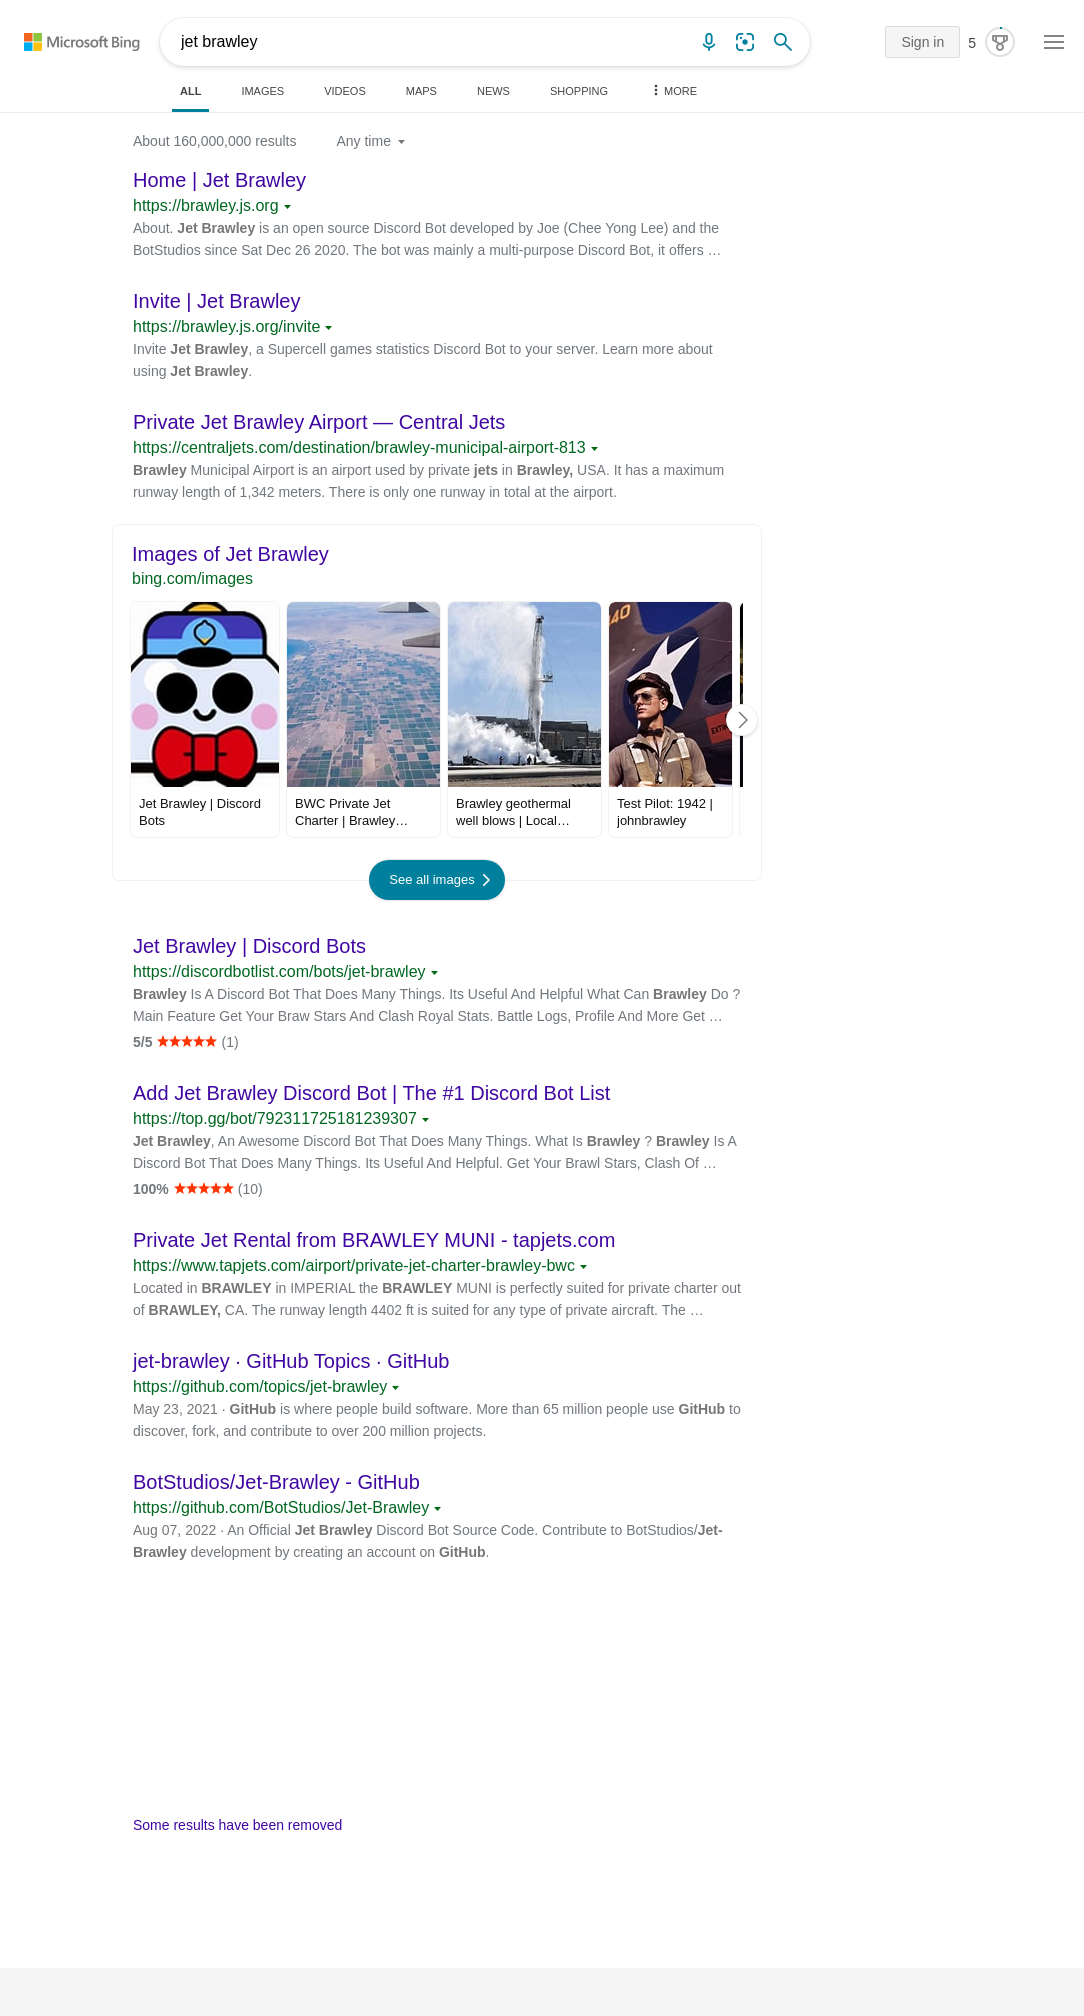 Microsoft Bing
jet brawley
Sign in
5
ALL IMAGES VIDEOS MAPS NEWS SHOPPING MORE
About 160,000,000 results Any time
Home | Jet Brawley
https://brawley.js.org
About. Jet Brawley is an open source Discord Bot developed by Joe (Chee Yong Lee) and the
BotStudios since Sat Dec 26 2020. The bot was mainly a multi-purpose Discord Bot, it offers …
Invite | Jet Brawley
https://brawley.js.org/invite
Invite Jet Brawley, a Supercell games statistics Discord Bot to your server. Learn more about
using Jet Brawley.
Private Jet Brawley Airport — Central Jets
https://centraljets.com/destination/brawley-municipal-airport-813
Brawley Municipal Airport is an airport used by private jets in Brawley, USA. It has a maximum
runway length of 1,342 meters. There is only one runway in total at the airport.
Images of Jet Brawley
bing.com/images
40
EXTIN
Jet Brawley | Discord
Bots
BWC Private Jet
Charter | Brawley…
Brawley geothermal
well blows | Local…
Test Pilot: 1942 |
johnbrawley
See all images
Jet Brawley | Discord Bots
https://discordbotlist.com/bots/jet-brawley
Brawley Is A Discord Bot That Does Many Things. Its Useful And Helpful What Can Brawley Do ?
Main Feature Get Your Braw Stars And Clash Royal Stats. Battle Logs, Profile And More Get …
5/5 ★★★★★ (1)
Add Jet Brawley Discord Bot | The #1 Discord Bot List
https://top.gg/bot/792311725181239307
Jet Brawley, An Awesome Discord Bot That Does Many Things. What Is Brawley ? Brawley Is A
Discord Bot That Does Many Things. Its Useful And Helpful. Get Your Brawl Stars, Clash Of …
100% ★★★★★ (10)
Private Jet Rental from BRAWLEY MUNI - tapjets.com
https://www.tapjets.com/airport/private-jet-charter-brawley-bwc
Located in BRAWLEY in IMPERIAL the BRAWLEY MUNI is perfectly suited for private charter out
of BRAWLEY, CA. The runway length 4402 ft is suited for any type of private aircraft. The …
jet-brawley · GitHub Topics · GitHub
https://github.com/topics/jet-brawley
May 23, 2021 · GitHub is where people build software. More than 65 million people use GitHub to
discover, fork, and contribute to over 200 million projects.
BotStudios/Jet-Brawley - GitHub
https://github.com/BotStudios/Jet-Brawley
Aug 07, 2022 · An Official Jet Brawley Discord Bot Source Code. Contribute to BotStudios/Jet-
Brawley development by creating an account on GitHub.
Some results have been removed